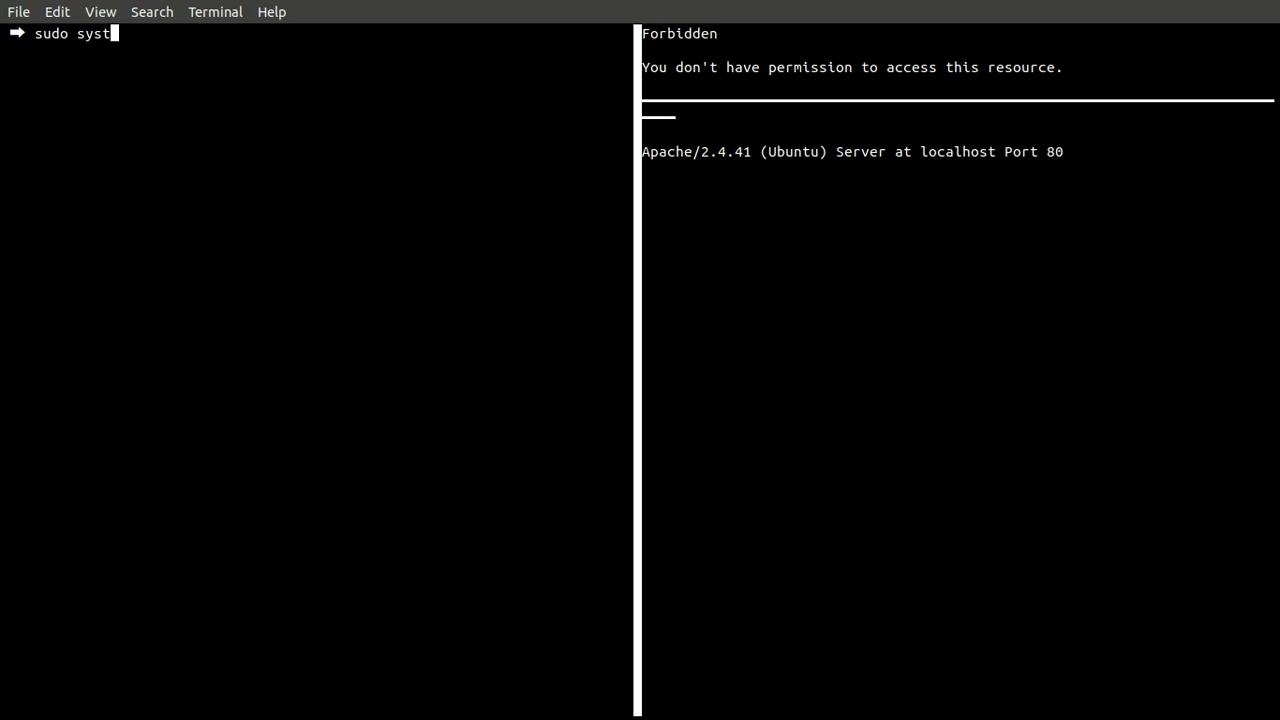 File Edit View Search Terminal Help
➡ sudo syst
Forbidden
You don't have permission to access this resource.
Apache/2.4.41 (Ubuntu) Server at localhost Port 80